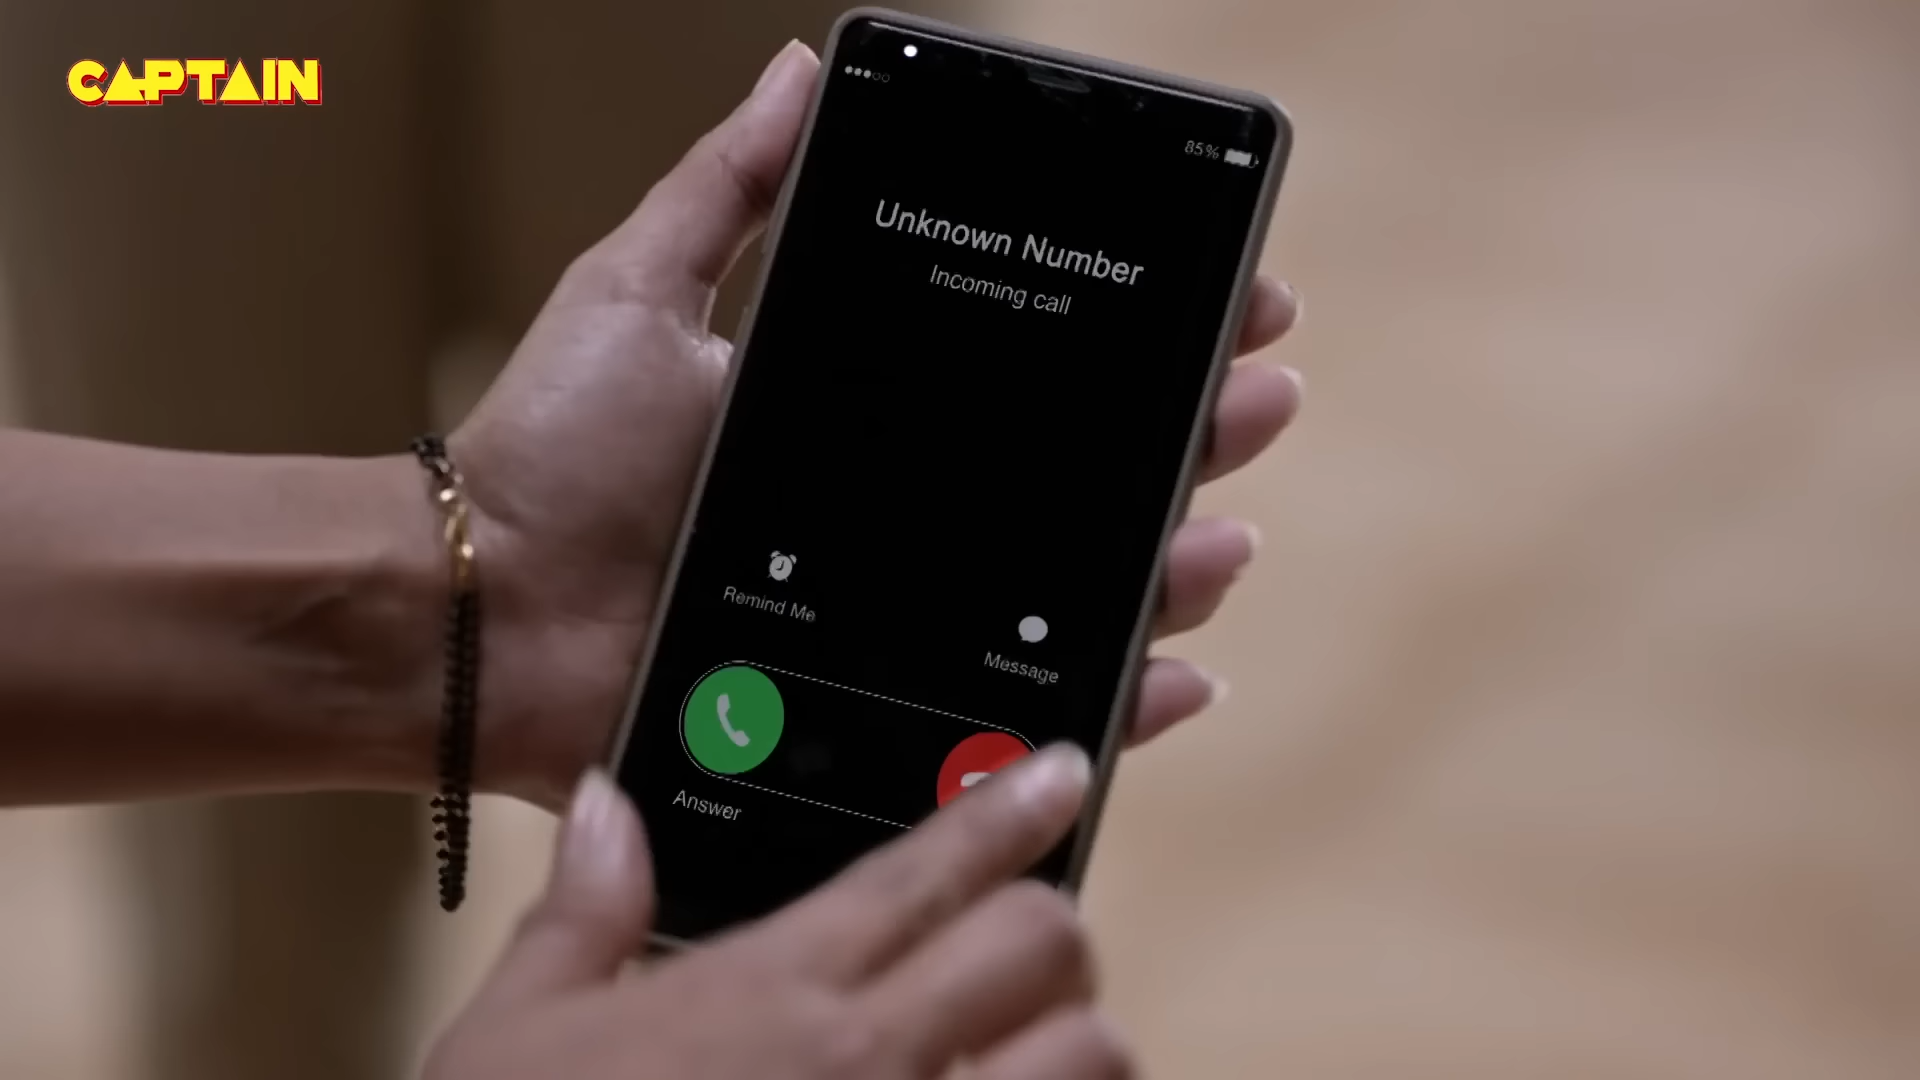 CAPTAIN
85%
Unknown Number
Incoming call
Remind Me
Message
Answer